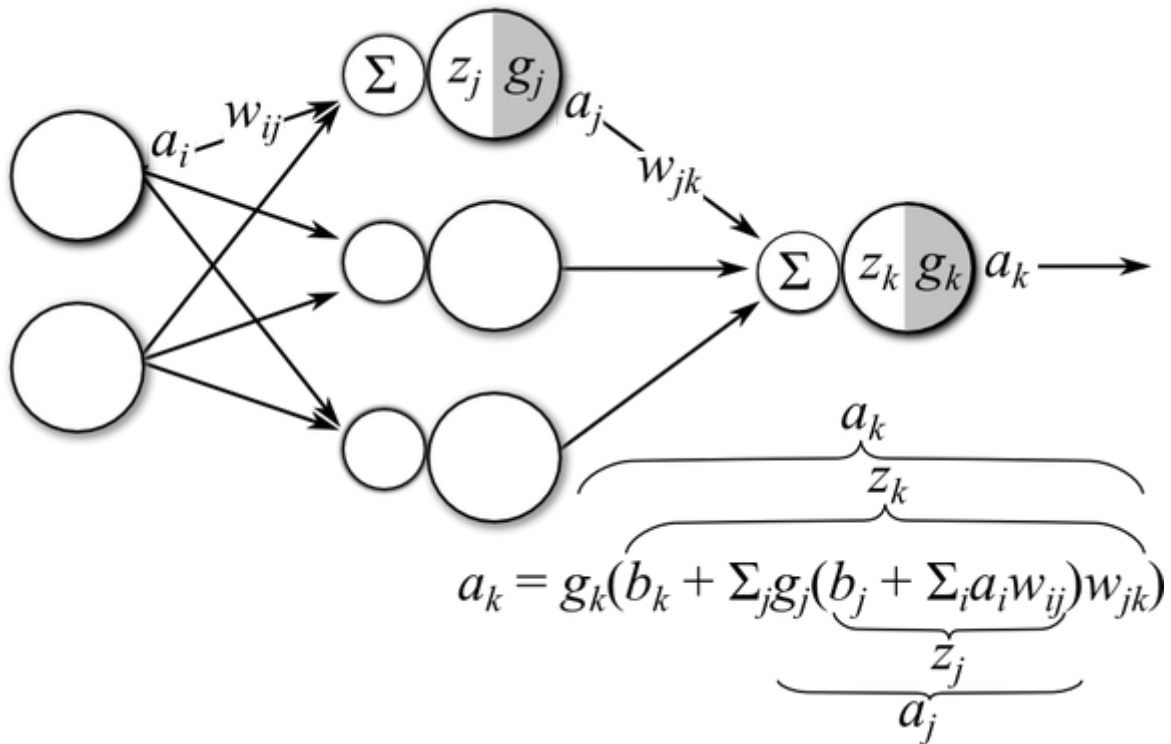 Σ z_j g_j
a_i w_ij a_j
w_jk
Σ z_k g_k a_k
a_k
z_k
a_k = g_k(b_k + Σ_j g_j(b_j + Σ_i a_i w_ij)w_jk)
z_j
a_j